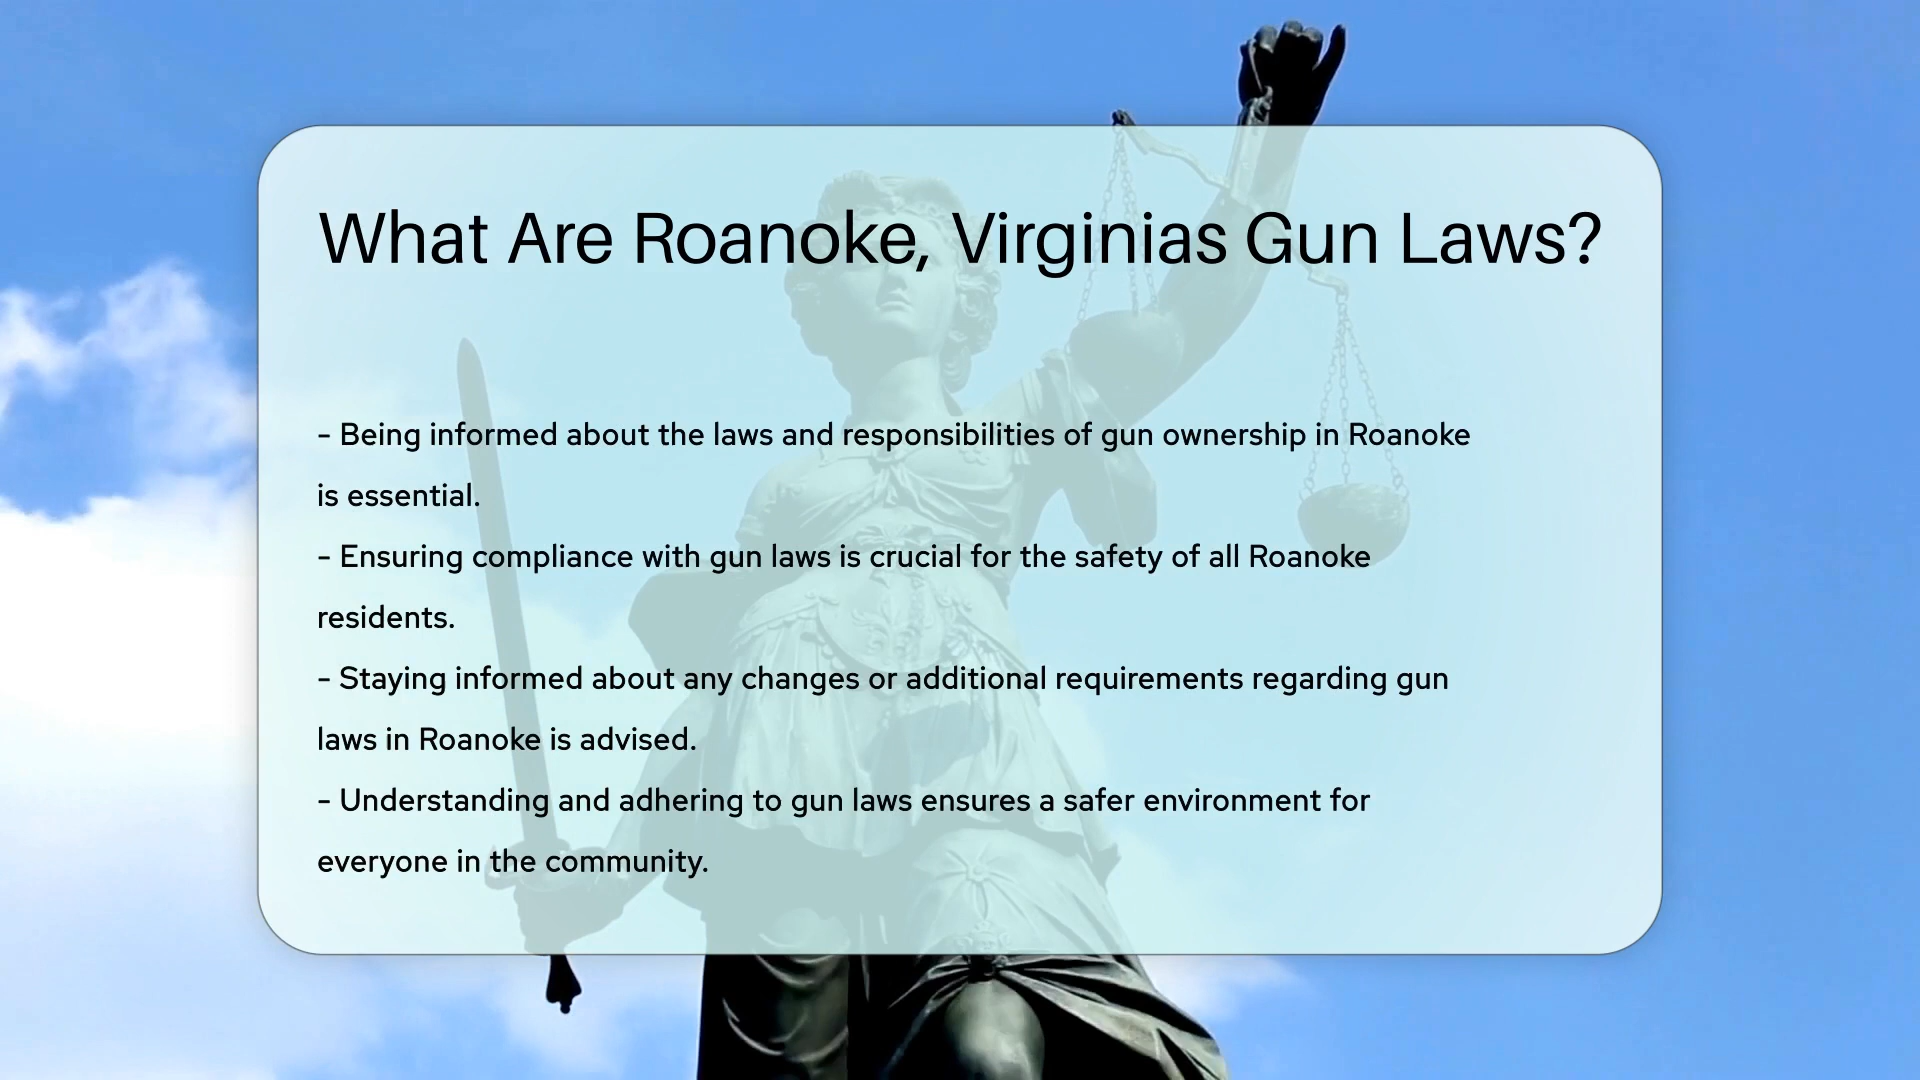 What Are Roanoke, Virginias Gun Laws?
- Being informed about the laws and responsibilities of gun ownership in Roanoke
is essential.
- Ensuring compliance with gun laws is crucial for the safety of all Roanoke
residents.
- Staying informed about any changes or additional requirements regarding gun
laws in Roanoke is advised.
- Understanding and adhering to gun laws ensures a safer environment for
everyone in the community.